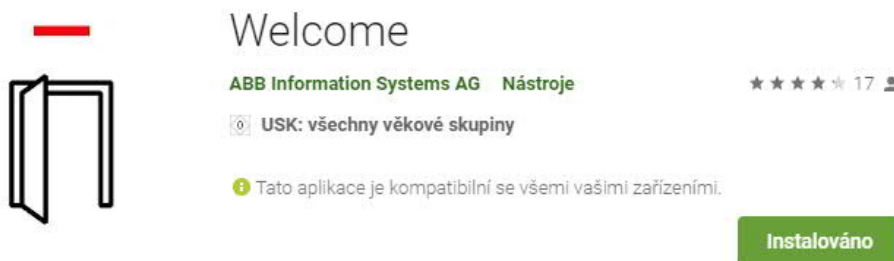 Welcome
ABB Information Systems AG Nástroje 17
USK: všechny věkové skupiny
Tato aplikace je kompatibilní se všemi vašimi zařízeními.
Instalováno